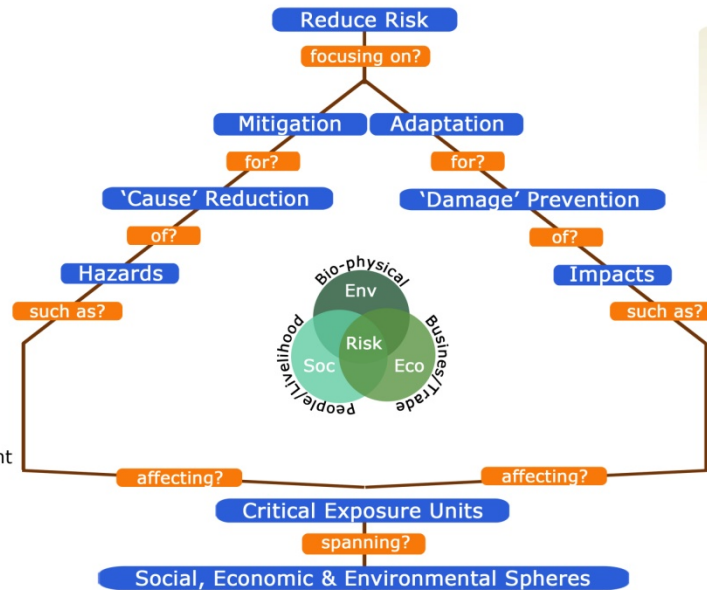 Reduce Risk
focusing on?
Mitigation Adaptation
for? for?
‘Cause’ Reduction ‘Damage’ Prevention
of? of?
Hazards Impacts
such as? such as?
Bio-physical
Env
People/Livelihood
Risk
Busines/Trade
Soc Eco
nt
affecting? affecting?
Critical Exposure Units
spanning?
Social, Economic & Environmental Spheres